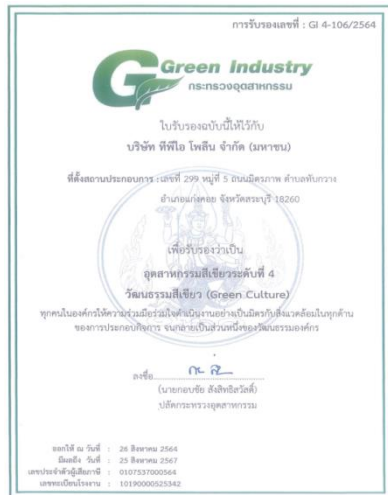 การรับรองเลขที่ : GI 4-106/2564
Green Industry
กระทรวงอุตสาหกรรม
ใบรับรองฉบับนี้ให้ไว้กับ
บริษัท ทีพีไอ โพลีน จำกัด (มหาชน)
ที่ตั้งสถานประกอบการ : เลขที่ 299 หมู่ที่ 5 ถนนมิตรภาพ ตำบลทับกวาง
อำเภอแก่งคอย จังหวัดสระบุรี 18260
เพื่อรับรองว่าเป็น
อุตสาหกรรมสีเขียวระดับที่ 4
วัฒนธรรมสีเขียว (Green Culture)
ทุกคนในองค์กรให้ความร่วมมือร่วมใจดำเนินงานอย่างเป็นมิตรกับสิ่งแวดล้อมในทุกด้าน
ของการประกอบกิจการ จนกลายเป็นส่วนหนึ่งของวัฒนธรรมองค์กร
ลงชื่อ
(นายกอบชัย สังสิทธิสวัสดิ์)
ปลัดกระทรวงอุตสาหกรรม
ออกให้ ณ วันที่ : 26 สิงหาคม 2564
มีผลถึง วันที่ : 25 สิงหาคม 2567
เลขประจำตัวผู้เสียภาษี : 0107537000564
เลขทะเบียนโรงงาน : 10190000525342